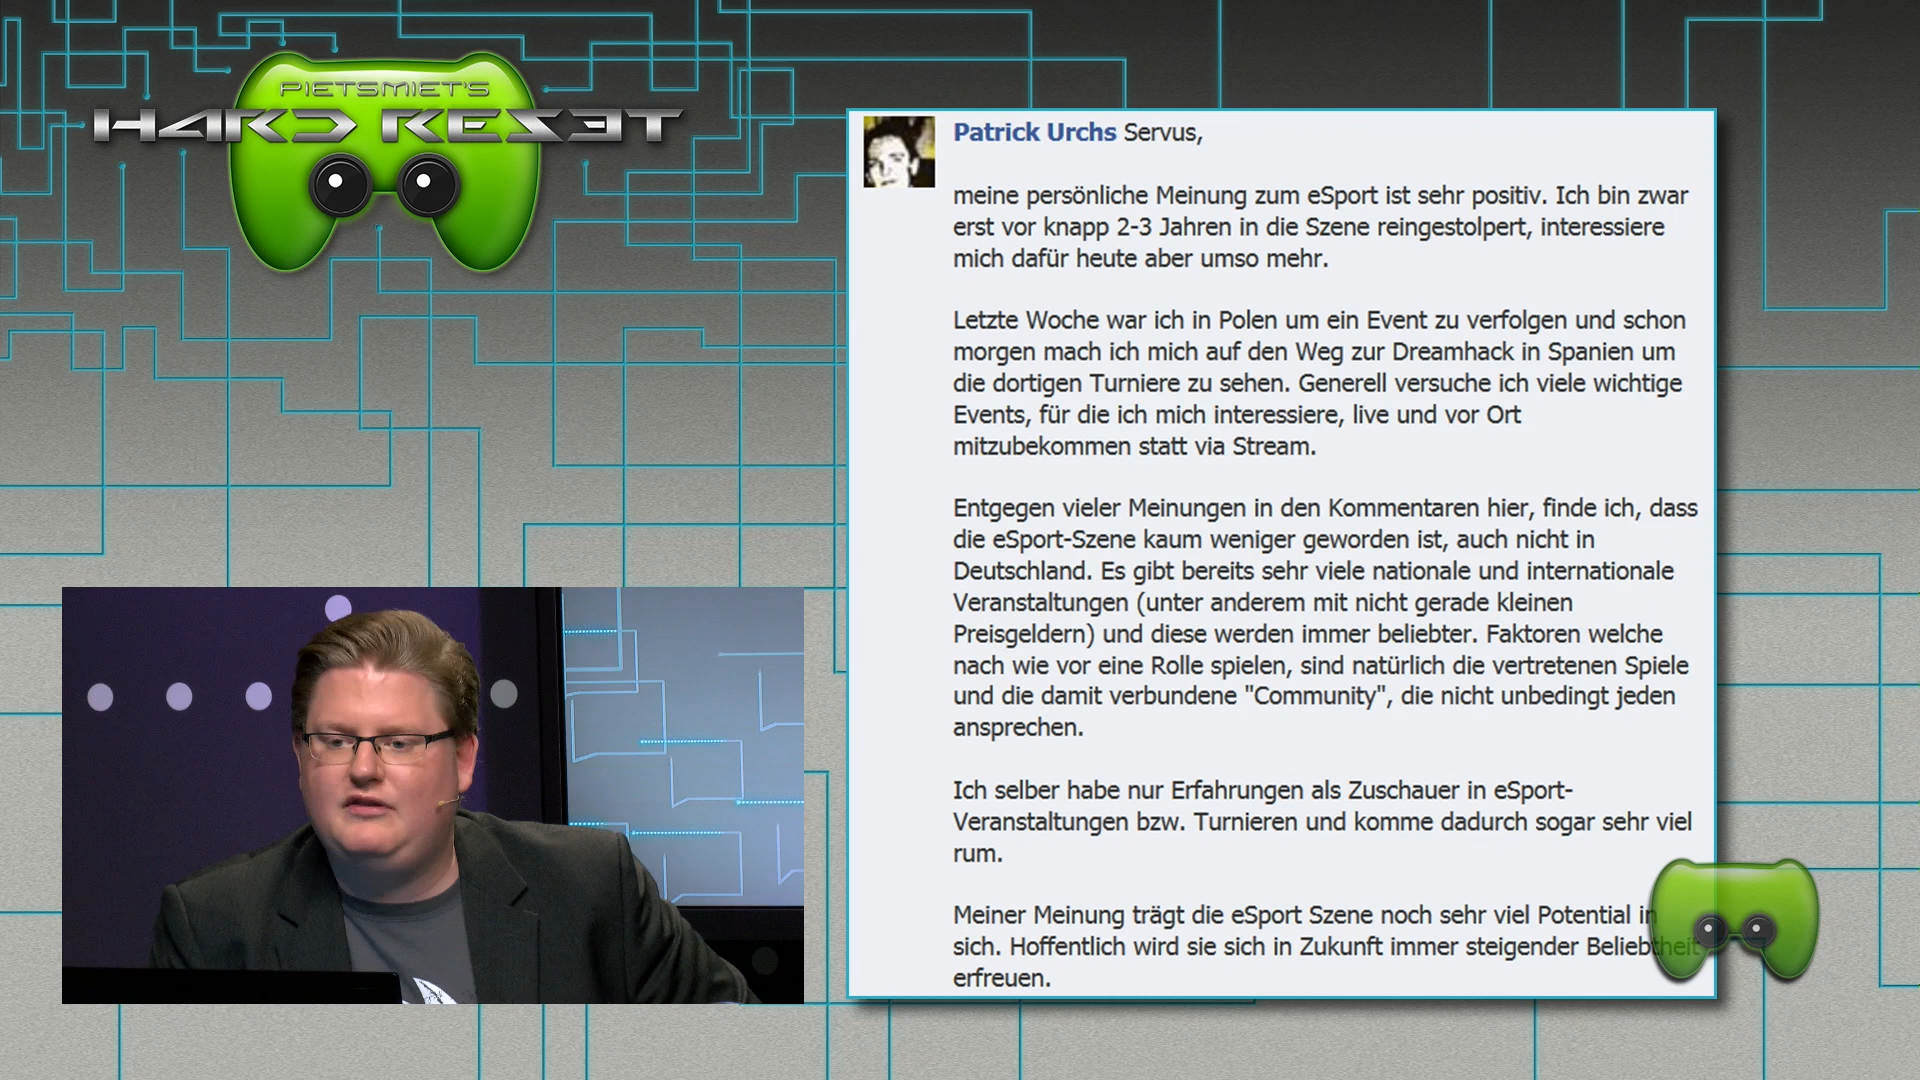 PIETSMIET'S
HARD RESET
Patrick Urchs Servus,
meine persönliche Meinung zum eSport ist sehr positiv. Ich bin zwar
erst vor knapp 2-3 Jahren in die Szene reingestolpert, interessiere
mich dafür heute aber umso mehr.
Letzte Woche war ich in Polen um ein Event zu verfolgen und schon
morgen mach ich mich auf den Weg zur Dreamhack in Spanien um
die dortigen Turniere zu sehen. Generell versuche ich viele wichtige
Events, für die ich mich interessiere, live und vor Ort
mitzubekommen statt via Stream.
Entgegen vieler Meinungen in den Kommentaren hier, finde ich, dass
die eSport-Szene kaum weniger geworden ist, auch nicht in
Deutschland. Es gibt bereits sehr viele nationale und internationale
Veranstaltungen (unter anderem mit nicht gerade kleinen
Preisgeldern) und diese werden immer beliebter. Faktoren welche
nach wie vor eine Rolle spielen, sind natürlich die vertretenen Spiele
und die damit verbundene "Community", die nicht unbedingt jeden
ansprechen.
Ich selber habe nur Erfahrungen als Zuschauer in eSport-
Veranstaltungen bzw. Turnieren und komme dadurch sogar sehr viel
rum.
Meiner Meinung trägt die eSport Szene noch sehr viel Potential in
sich. Hoffentlich wird sie sich in Zukunft immer steigender Beliebtheit
erfreuen.